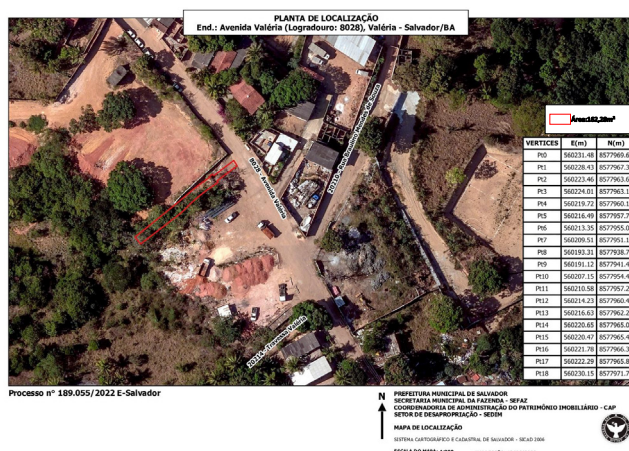 PLANTA DE LOCALIZAÇÃO
End.: Avenida Valéria (Logradouro: 8028), Valéria - Salvador/BA
8028 - Avenida Valéria
Área:162,28m²
VERTICES E(m) N(m)
Pt0 560231.48 8577969.6
Pt1 560228.43 8577967.3
Pt2 560223.46 8577963.6
Pt3 560224.01 8577963.1
Pt4 560219.72 8577960.1
Pt5 560216.49 8577957.7
Pt6 560213.35 8577955.0
Pt7 560209.51 8577951.1
Pt8 560193.31 8577938.7
Pt9 560191.12 8577941.4
Pt10 560207.15 8577954.4
Pt11 560210.58 8577957.2
Pt12 560214.23 8577960.4
Pt13 560216.63 8577962.2
Pt14 560220.65 8577965.0
Pt15 560220.47 8577965.4
Pt16 560221.78 8577966.3
Pt17 560222.29 8577965.8
Pt18 560230.15 8577971.7
Travessa Valéria
Processo nº 189.055/2022 E-Salvador
N
PREFEITURA MUNICIPAL DE SALVADOR
SECRETARIA MUNICIPAL DA FAZENDA - SEFAZ
COORDENADORIA DE ADMINISTRAÇÃO DO PATRIMÔNIO IMOBILIÁRIO - CAP
SETOR DE DESAPROPRIAÇÃO - SEDIM
MAPA DE LOCALIZAÇÃO
SISTEMA CARTOGRÁFICO E CADASTRAL DE SALVADOR - SICAD 2006